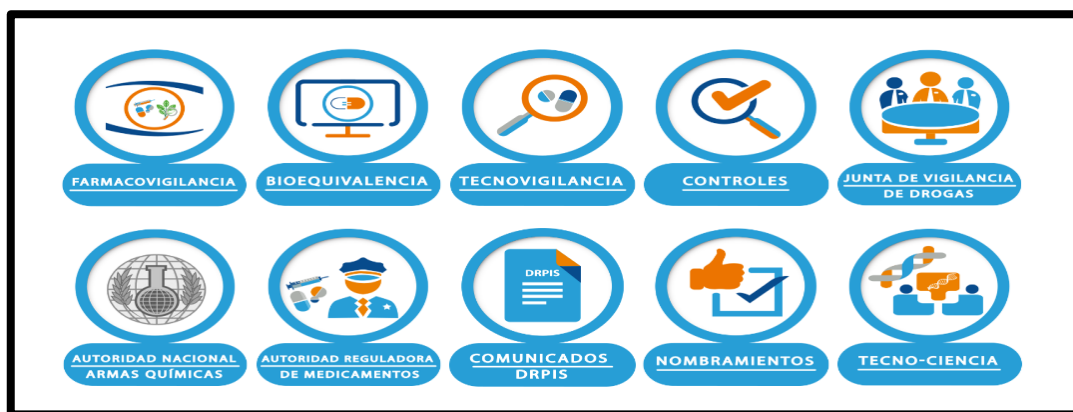 FARMACOVIGILANCIA
BIOEQUIVALENCIA
TECNOVIGILANCIA
CONTROLES
JUNTA DE VIGILANCIA
DE DROGAS
AUTORIDAD NACIONAL
ARMAS QUÍMICAS
AUTORIDAD REGULADORA
DE MEDICAMENTOS
DRPIS
COMUNICADOS
DRPIS
NOMBRAMIENTOS
TECNO-CIENCIA